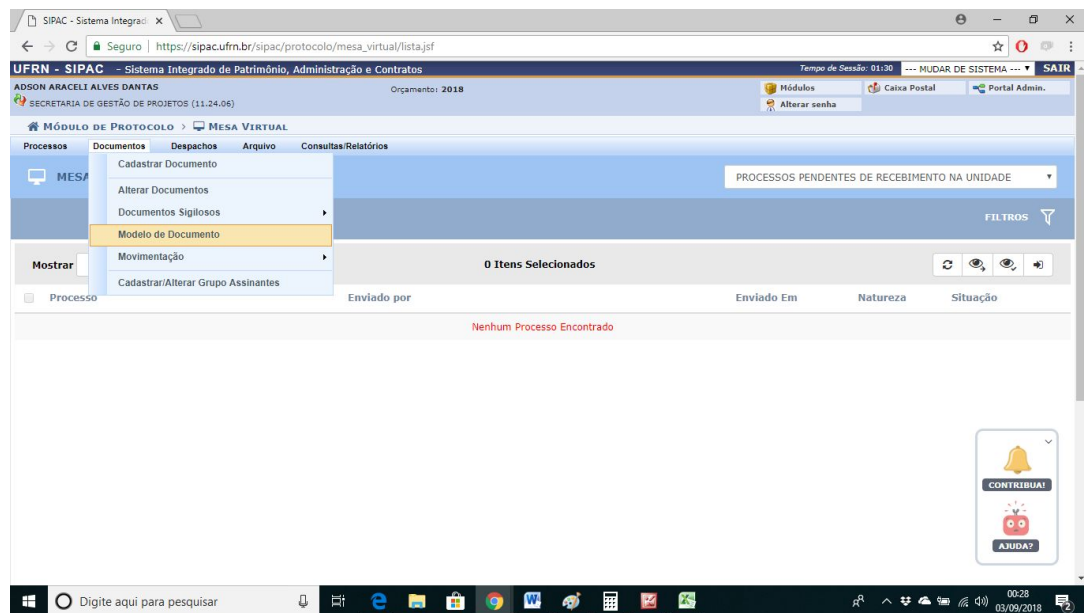 SIPAC - Sistema Integrad
Seguro | https://sipac.ufrn.br/sipac/protocolo/mesa_virtual/lista.jsf
UFRN - SIPAC - Sistema Integrado de Patrimônio, Administração e Contratos Tempo de Sessão: 01:30 --- MUDAR DE SISTEMA --- SAIR
ADSON ARACELI ALVES DANTAS Orçamento: 2018 Módulos Caixa Postal Portal Admin.
SECRETARIA DE GESTÃO DE PROJETOS (11.24.06) Alterar senha
MÓDULO DE PROTOCOLO > MESA VIRTUAL
Processos Documentos Despachos Arquivo Consultas/Relatórios
Cadastrar Documento
MESA PROCESSOS PENDENTES DE RECEBIMENTO NA UNIDADE
Alterar Documentos
Documentos Sigilosos FILTROS
Modelo de Documento
Movimentação
Mostrar 0 Itens Selecionados
Cadastrar/Alterar Grupo Assinantes
Processo Enviado por Enviado Em Natureza Situação
Nenhum Processo Encontrado
CONTRIBUA!
AJUDA?
Digite aqui para pesquisar 00:28
03/09/2018